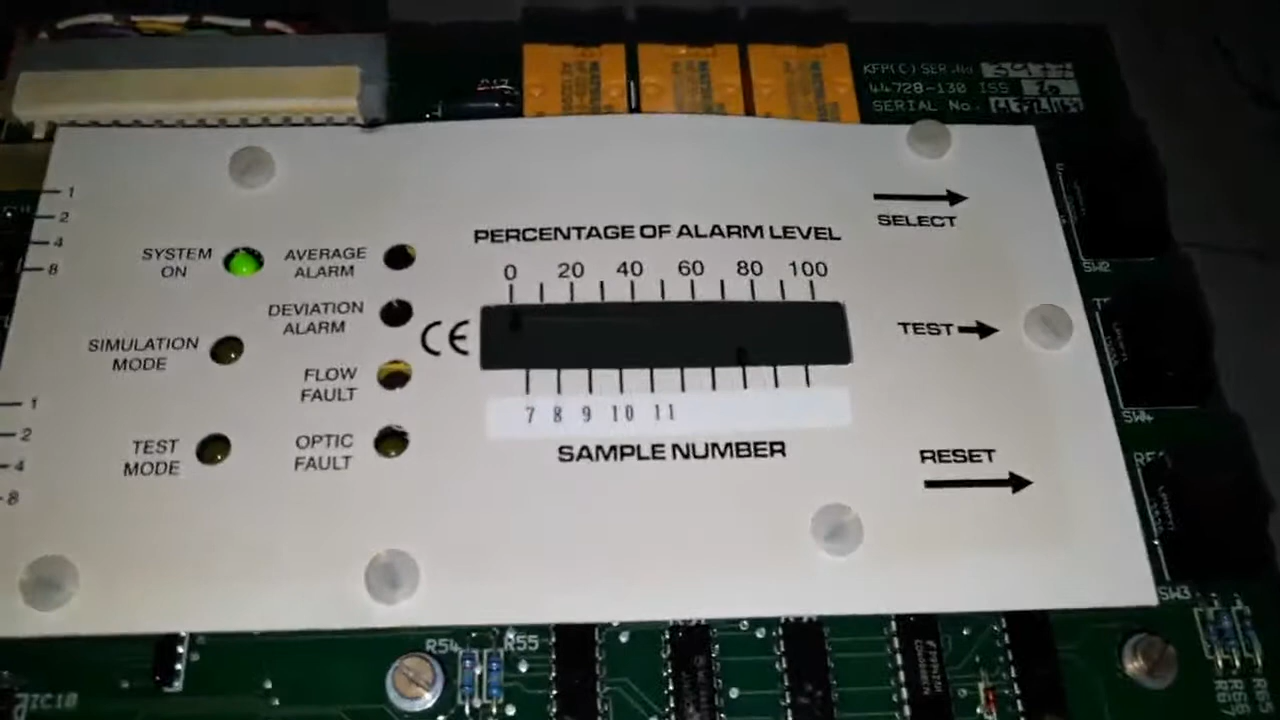 KFP(C) SER.No
44728-130 ISS
SERIAL No.
1
2
4
8
SYSTEM
ON
AVERAGE
ALARM
DEVIATION
ALARM
SIMULATION
MODE
FLOW
FAULT
TEST
MODE
OPTIC
FAULT
1
2
4
8
CE
PERCENTAGE OF ALARM LEVEL
0 20 40 60 80 100
7 8 9 10 11
SAMPLE NUMBER
SELECT
TEST
RESET
SW2
SW4
SW3
R54
R55